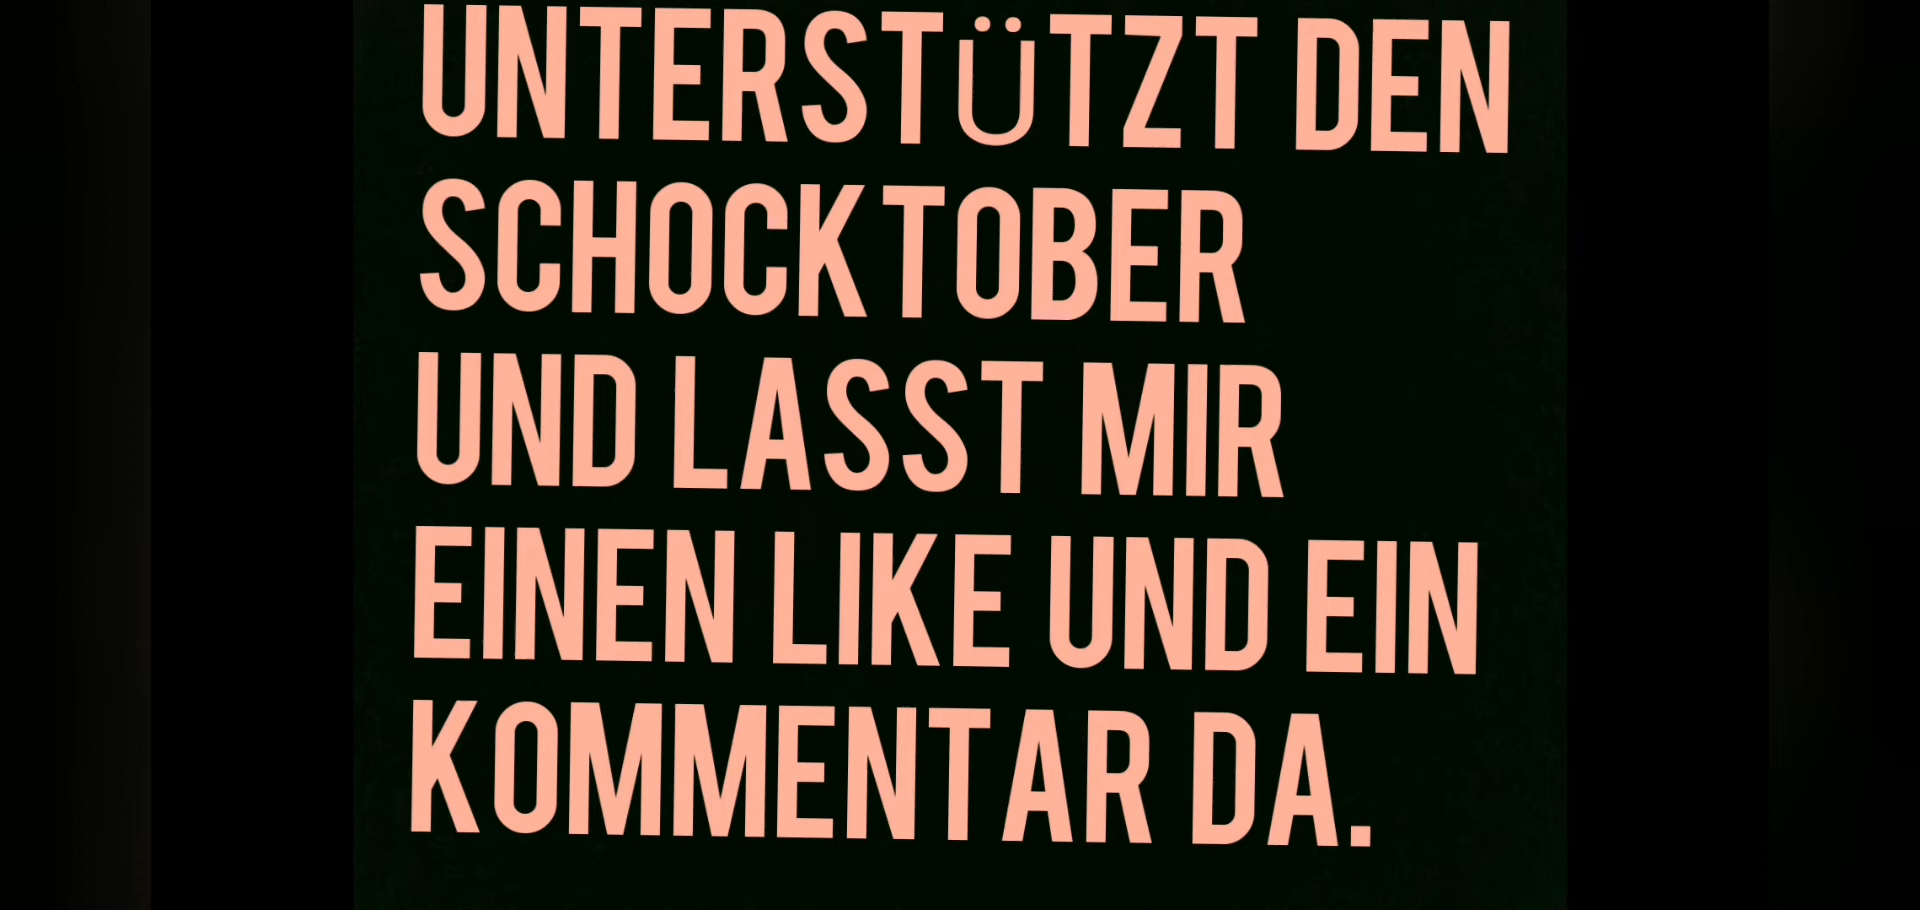 UNTERSTÜTZT DEN
SCHOCKTOBER
UND LASST MIR
EINEN LIKE UND EIN
KOMMENTAR DA.